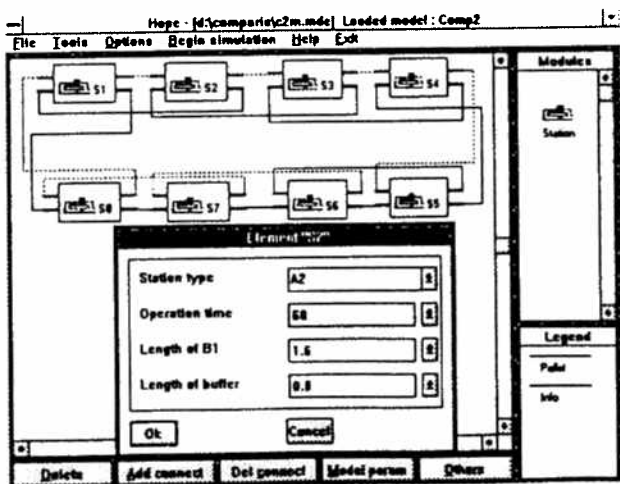 Hope - [d:\comparis\c2m.mde] Loaded model : Comp2
File Tools Options Begin simulation Help Exit
Modules
S1 S2 S3 S4
Station
S8 S7 S6 S5
Element "S2"
Station type A2
Operation time 60
Length of B1 1.6
Length of buffer 0.8
Ok Cancel
Legend
Pallet
Info
Delete Add connect Del connect Model param Others